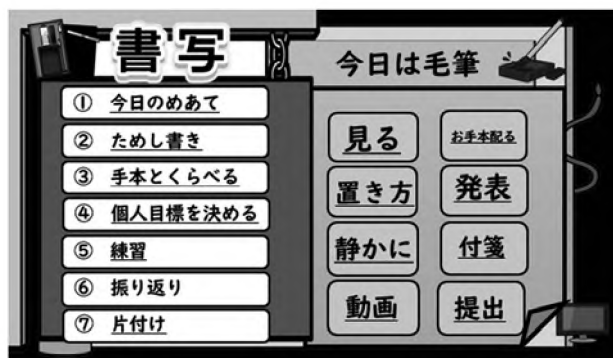 書写
① 今日のめあて
② ためし書き
③ 手本とくらべる
④ 個人目標を決める
⑤ 練習
⑥ 振り返り
⑦ 片付け
今日は毛筆
見る
お手本配る
置き方
発表
静かに
付箋
動画
提出